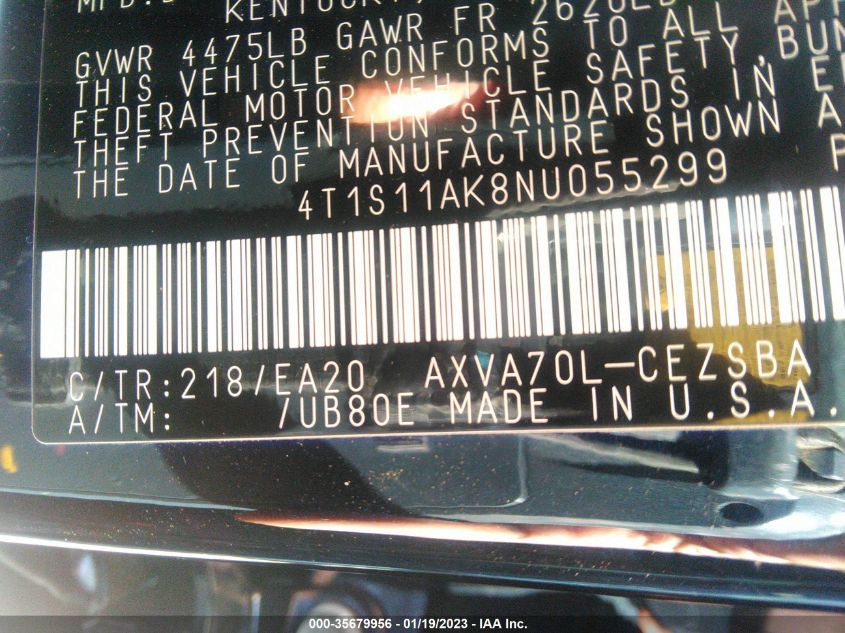 KENTUCKY,
GVWR 4475LB GAWR FR 2620LB
THIS VEHICLE CONFORMS TO ALL APP
FEDERAL MOTOR VEHICLE SAFETY, BUM
THEFT PREVENTION STANDARDS IN E
THE DATE OF MANUFACTURE SHOWN A
4T1S11AK8NU055299
C/TR:218/EA20 AXVA70L-CEZSBA
A/TM: /UB80E MADE IN U.S.A.
000-35679956 - 01/19/2023 - IAA Inc.